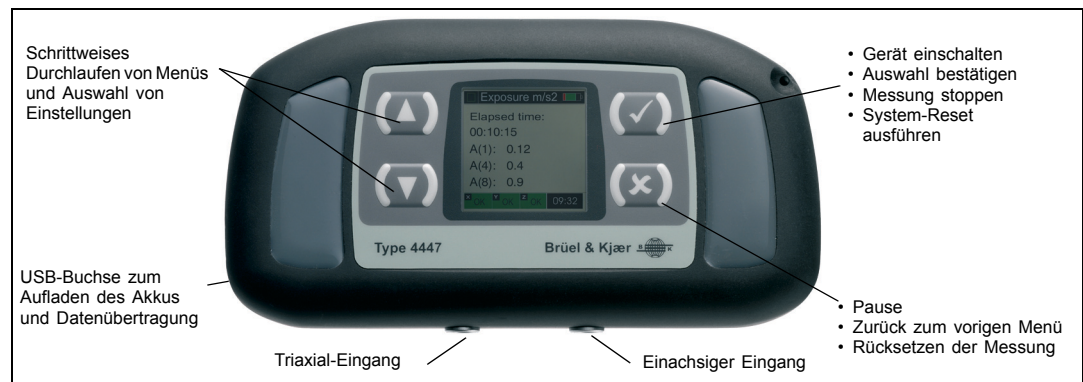 Schrittweises
Durchlaufen von Menüs
und Auswahl von
Einstellungen
• Gerät einschalten
• Auswahl bestätigen
• Messung stoppen
• System-Reset
ausführen
Exposure m/s2
Elapsed time:
00:10:15
A(1): 0.12
A(4): 0.4
A(8): 0.9
X OK Y OK Z OK 09:32
Type 4447
Brüel & Kjær B K
USB-Buchse zum
Aufladen des Akkus
und Datenübertragung
• Pause
• Zurück zum vorigen Menü
• Rücksetzen der Messung
Triaxial-Eingang
Einachsiger Eingang